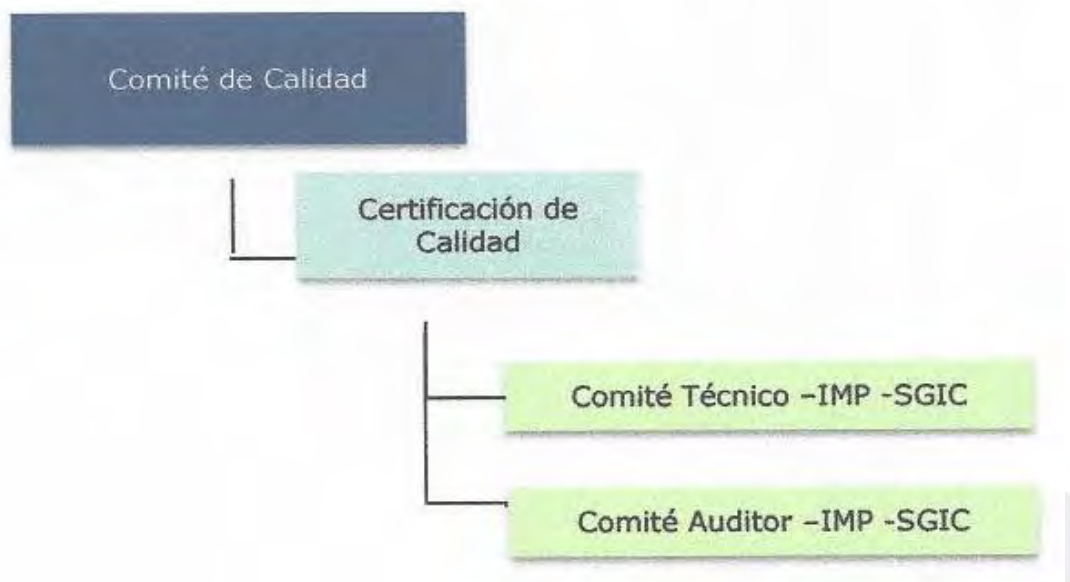 Comité de Calidad
Certificación de
Calidad
Comité Técnico –IMP -SGIC
Comité Auditor –IMP -SGIC